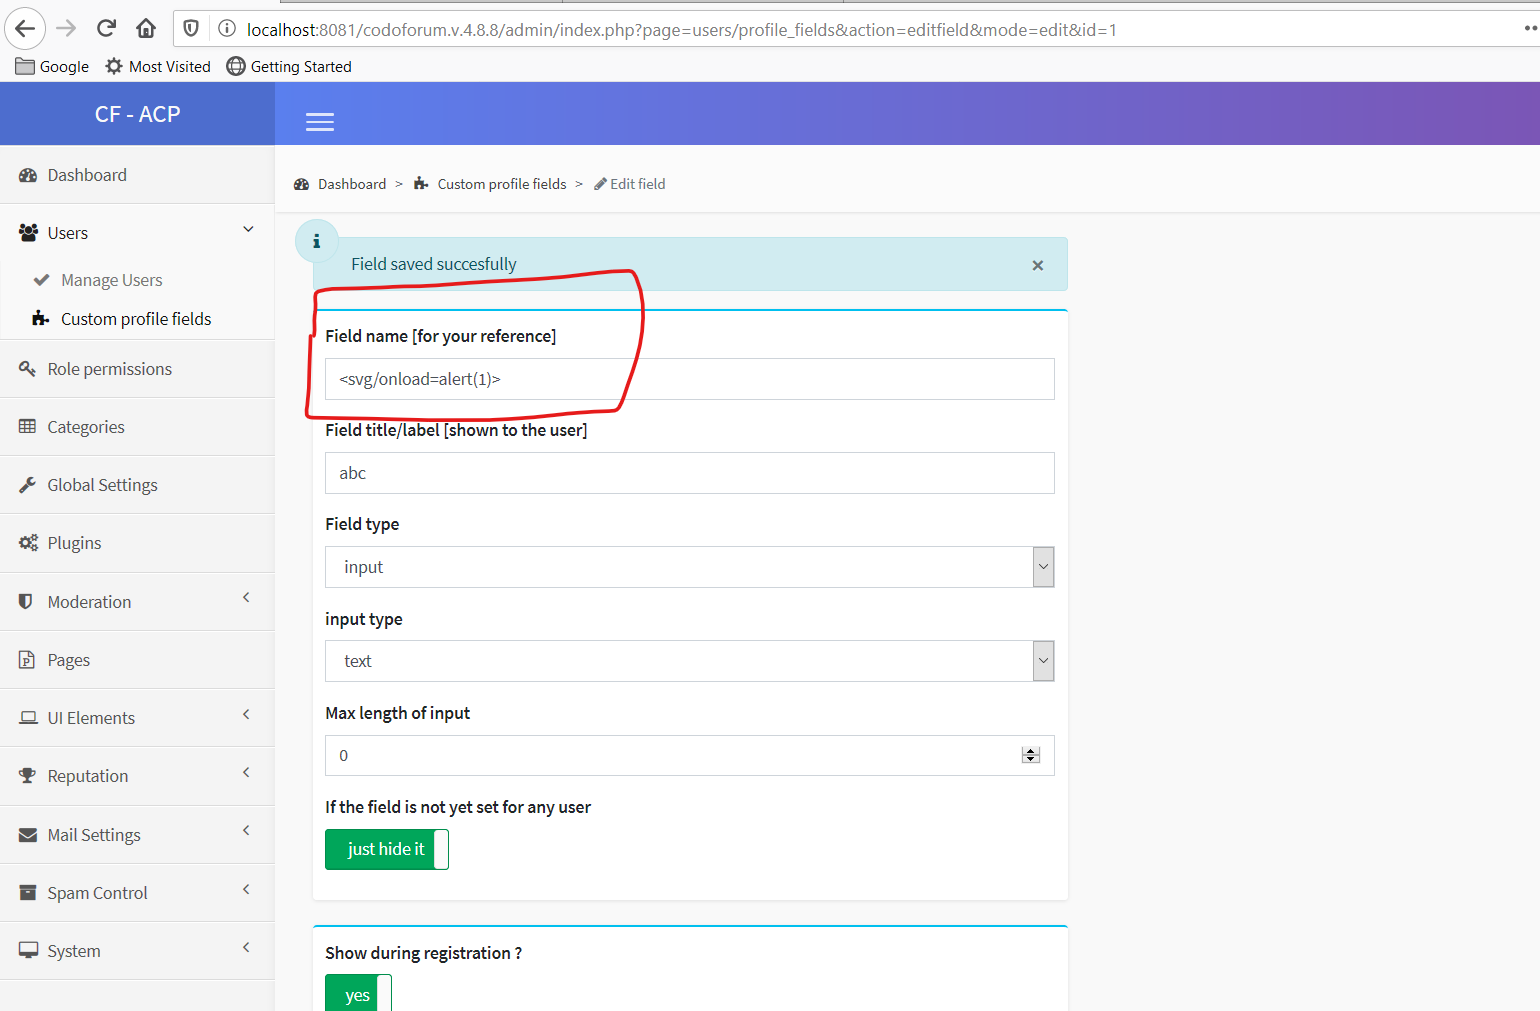 localhost:8081/codoforum.v.4.8.8/admin/index.php?page=users/profile_fields&action=editfield&mode=edit&id=1
Google Most Visited Getting Started
CF - ACP
Dashboard
Users
Manage Users
Custom profile fields
Role permissions
Categories
Global Settings
Plugins
Moderation
Pages
UI Elements
Reputation
Mail Settings
Spam Control
System
Dashboard > Custom profile fields > Edit field
Field saved succesfully ×
Field name [for your reference]
<svg/onload=alert(1)>
Field title/label [shown to the user]
abc
Field type
input
input type
text
Max length of input
0
If the field is not yet set for any user
just hide it
Show during registration ?
yes